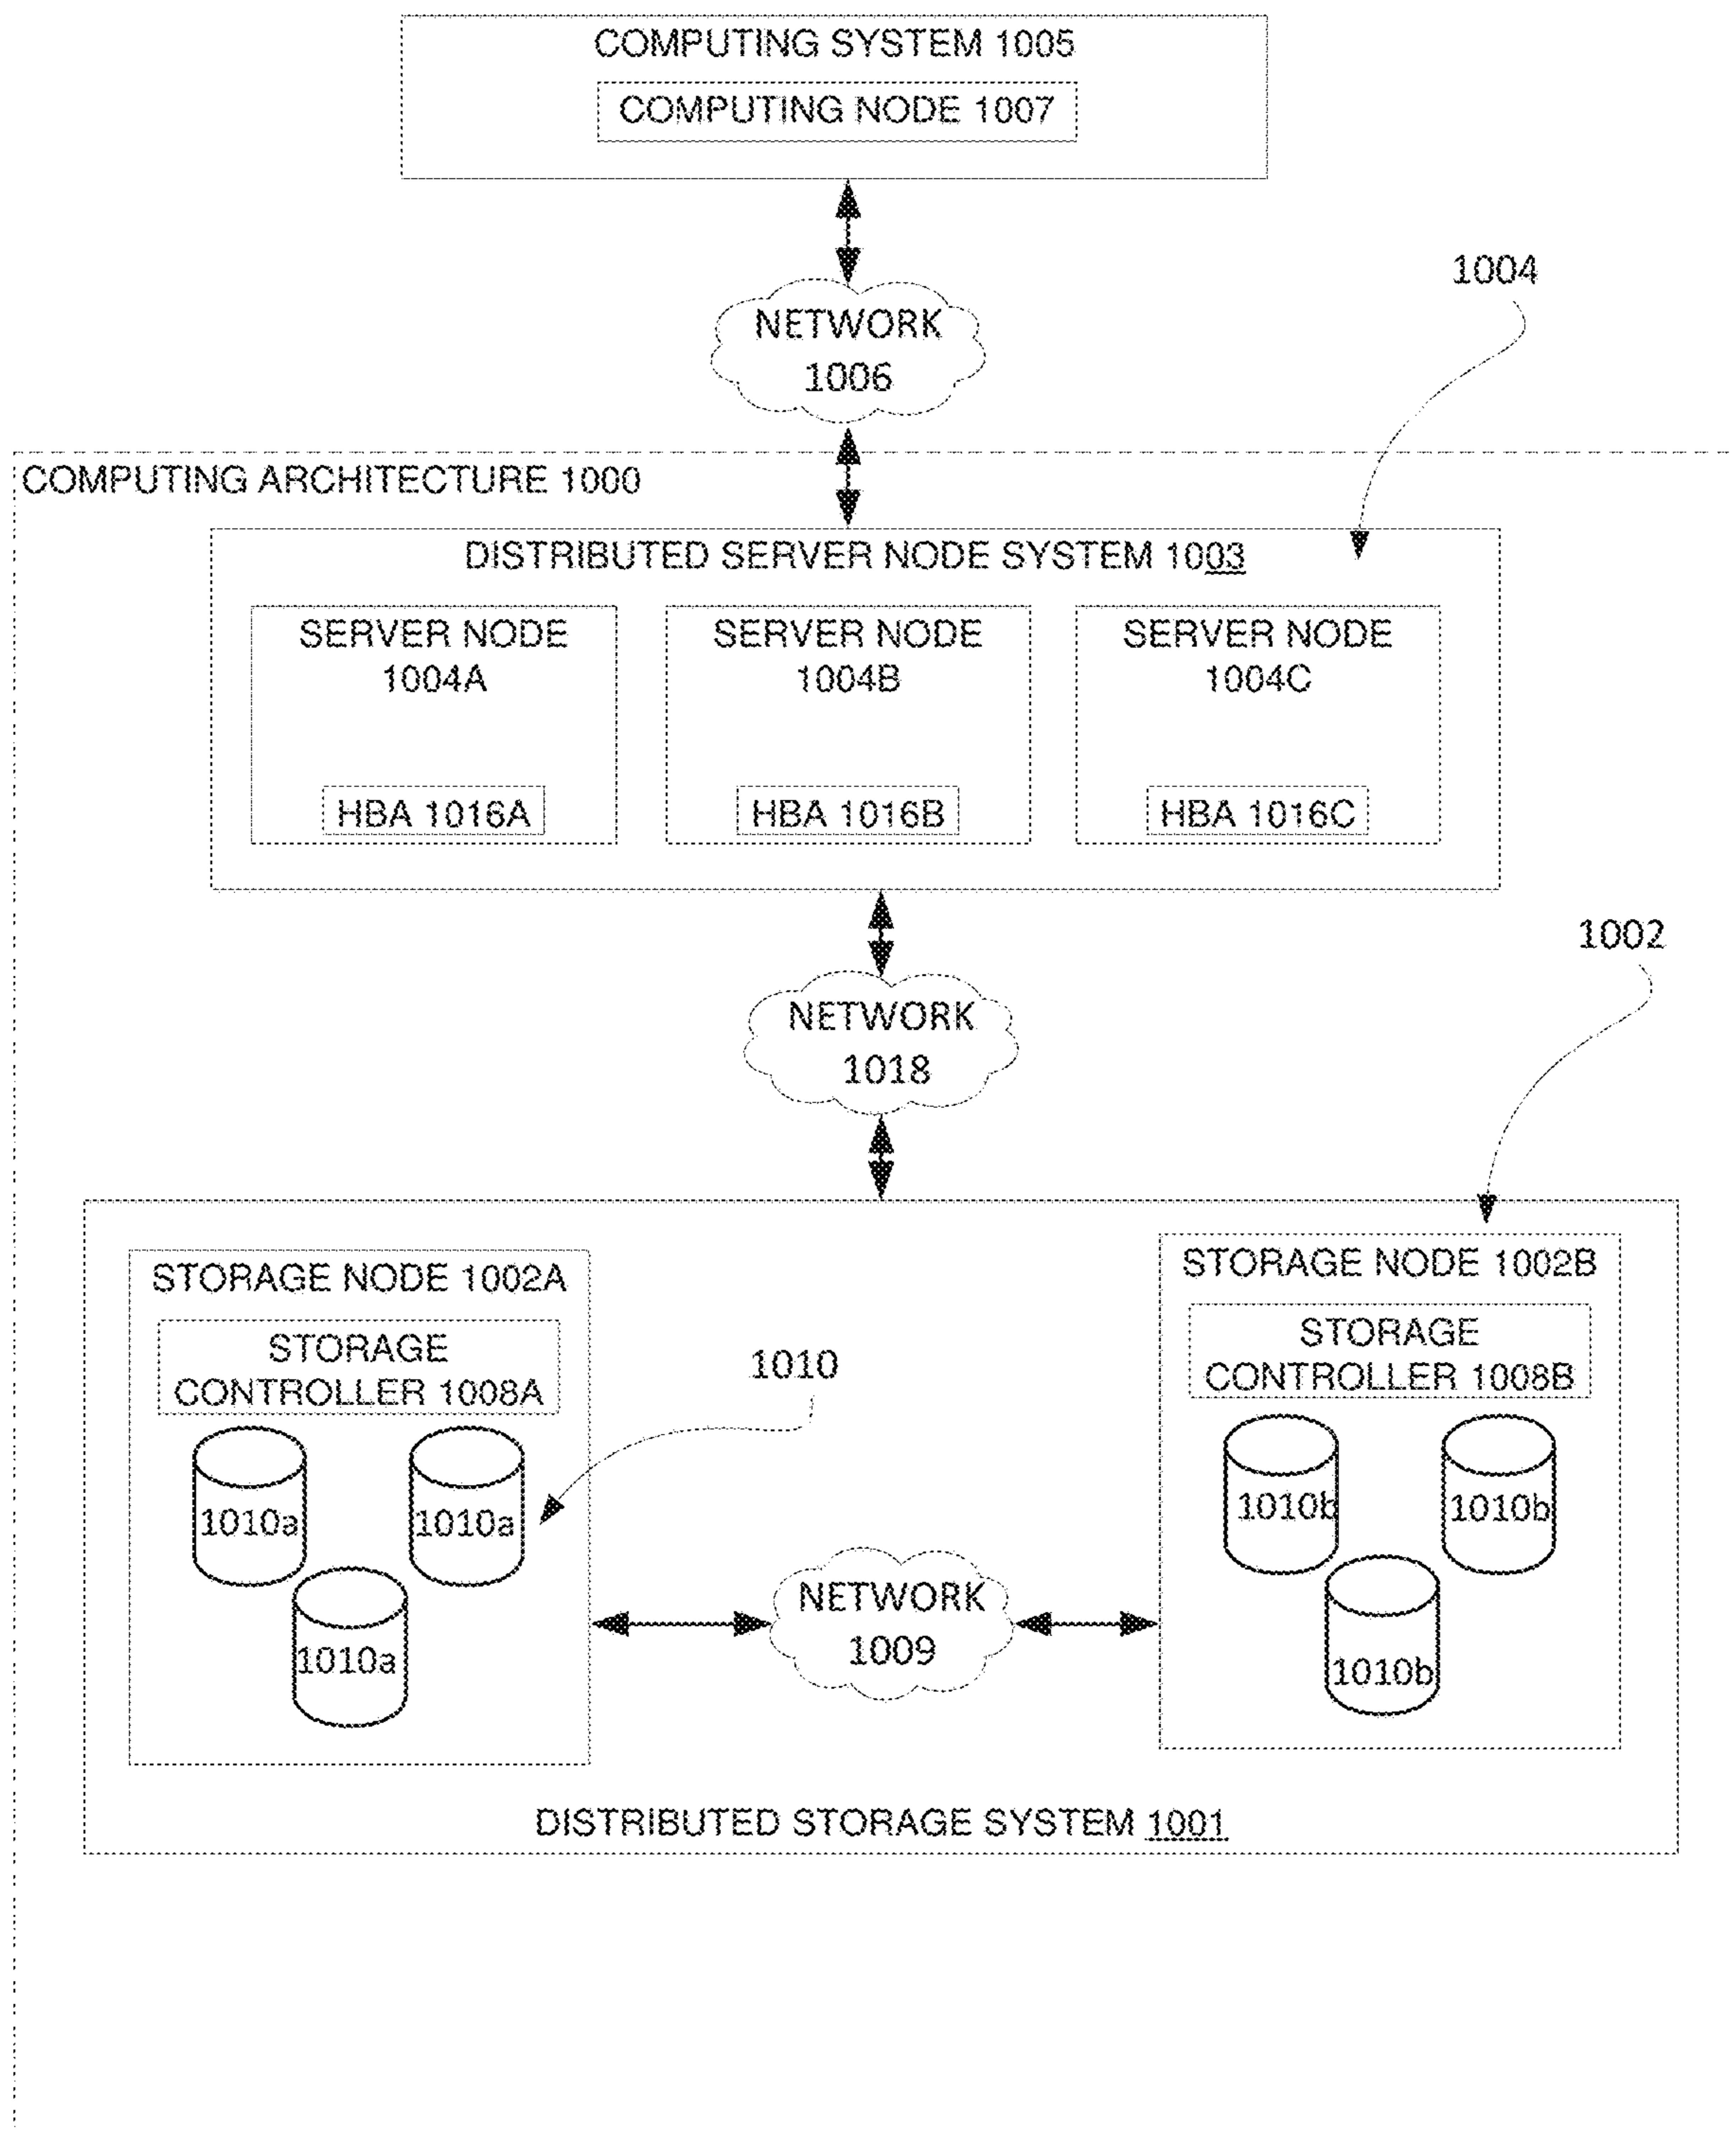 COMPUTING SYSTEM 1005
COMPUTING NODE 1007
1004
NETWORK
1006
COMPUTING ARCHITECTURE 1000
DISTRIBUTED SERVER NODE SYSTEM 1003
SERVER NODE
1004A
HBA 1016A
SERVER NODE
1004B
HBA 1016B
SERVER NODE
1004C
HBA 1016C
1002
NETWORK
1018
STORAGE NODE 1002A
STORAGE
CONTROLLER 1008A
1010a
1010a
1010a
1010
NETWORK
1009
STORAGE NODE 1002B
STORAGE
CONTROLLER 1008B
1010b
1010b
1010b
DISTRIBUTED STORAGE SYSTEM 1001